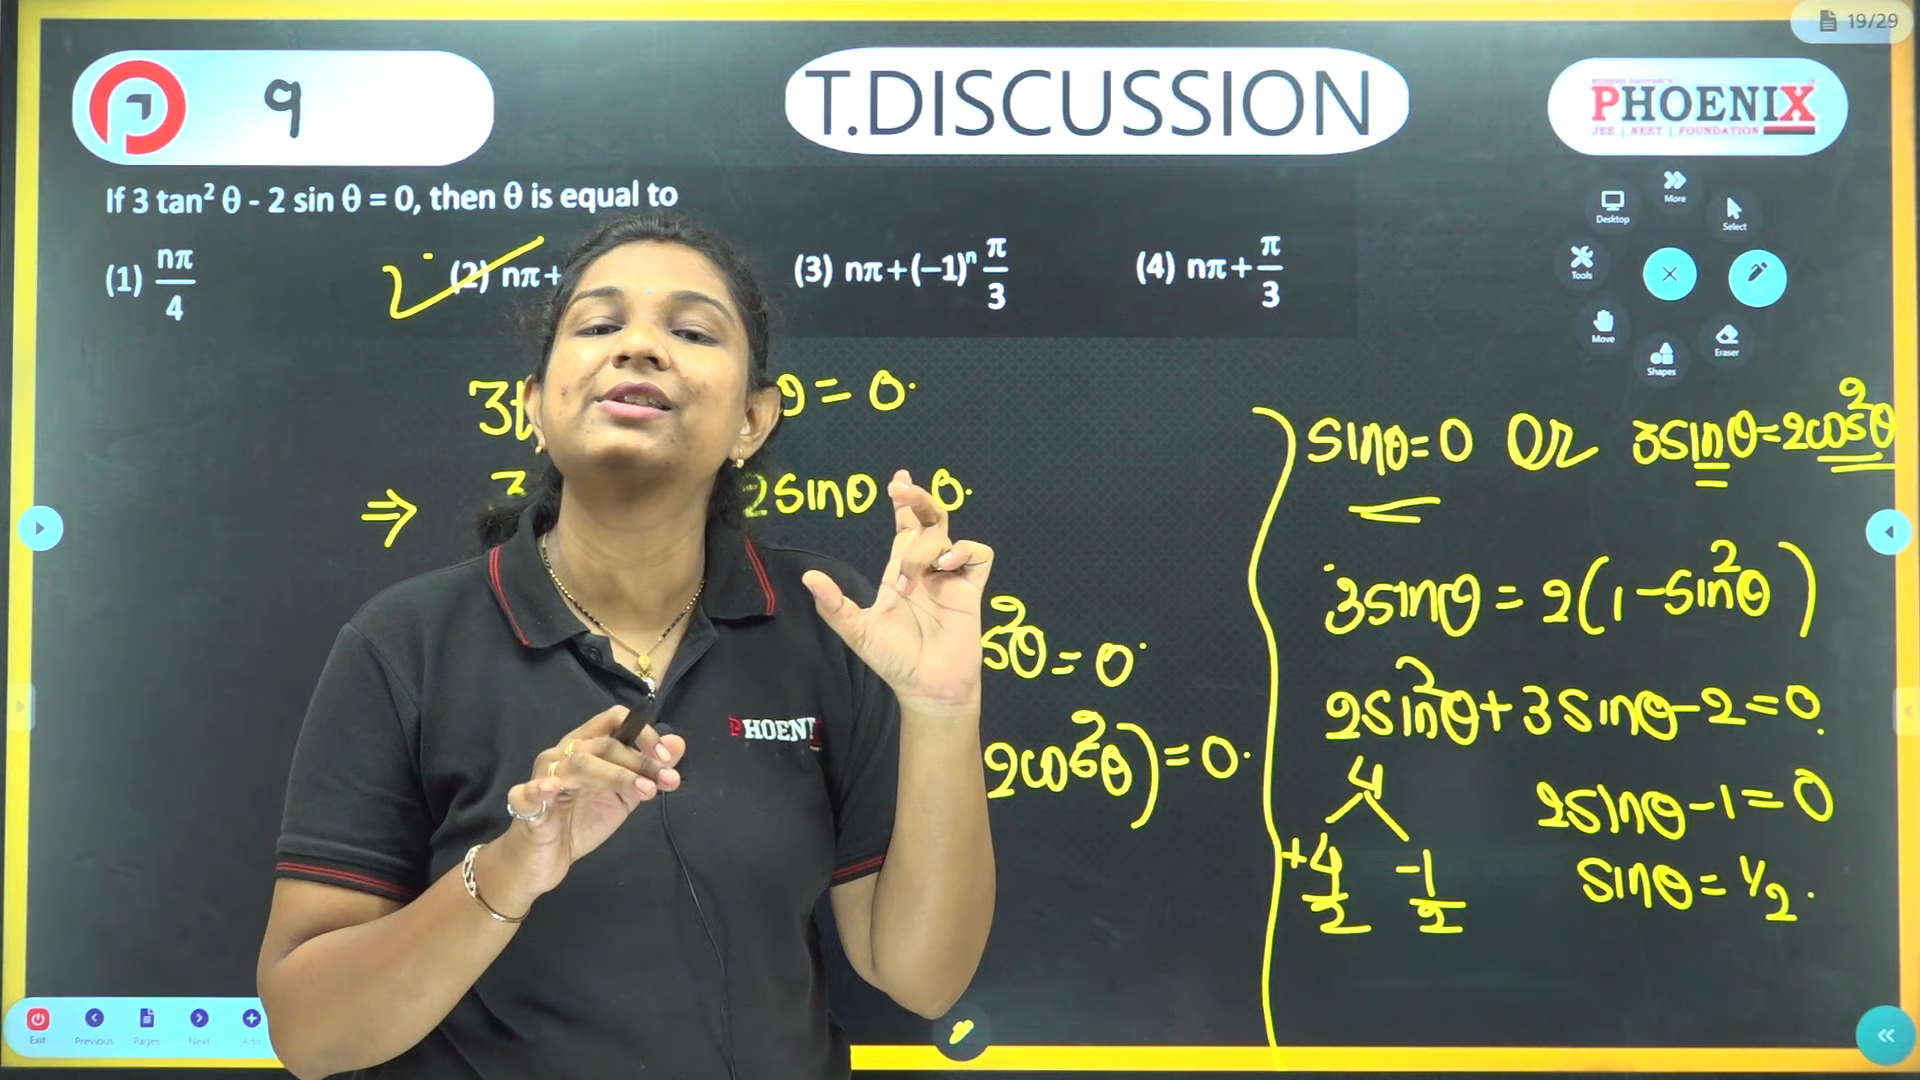 19/29
9
T.DISCUSSION
PHOENIX
JEE | NEET | FOUNDATION
If 3 tan² θ - 2 sin θ = 0, then θ is equal to
(1) nπ/4
(2) nπ+
(3) nπ+(−1)ⁿ π/3
(4) nπ+π/3
More
Desktop
Select
Tools
Move
Eraser
Shapes
θ = 0.
⇒ 2sinθ 0.
s²θ = 0
2cos²θ) = 0.
sinθ = 0 Or 3sinθ = 2cos²θ
3sinθ = 2(1-sin²θ)
2sin²θ + 3sinθ - 2 = 0.
4
+4/2 -1/2
2sinθ - 1 = 0
sinθ = 1/2.
PHOENIX
Exit Previous Pages Next Add